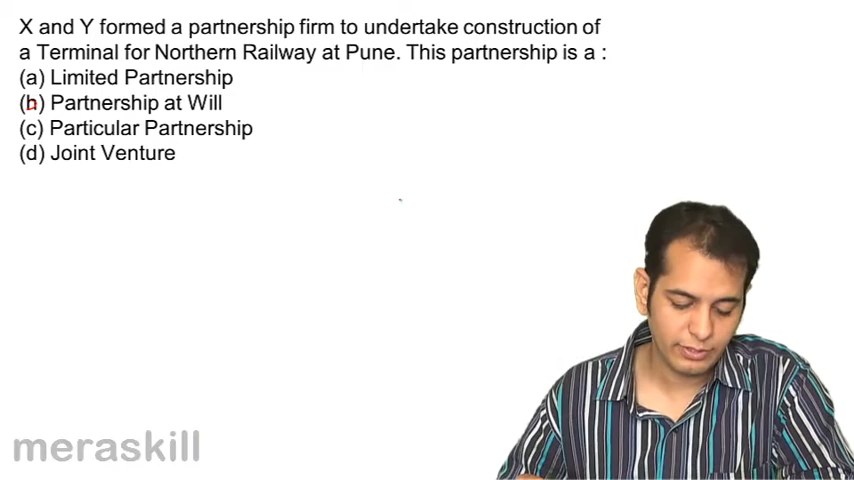 X and Y formed a partnership firm to undertake construction of
a Terminal for Northern Railway at Pune. This partnership is a :
(a) Limited Partnership
(b) Partnership at Will
(c) Particular Partnership
(d) Joint Venture
meraskill